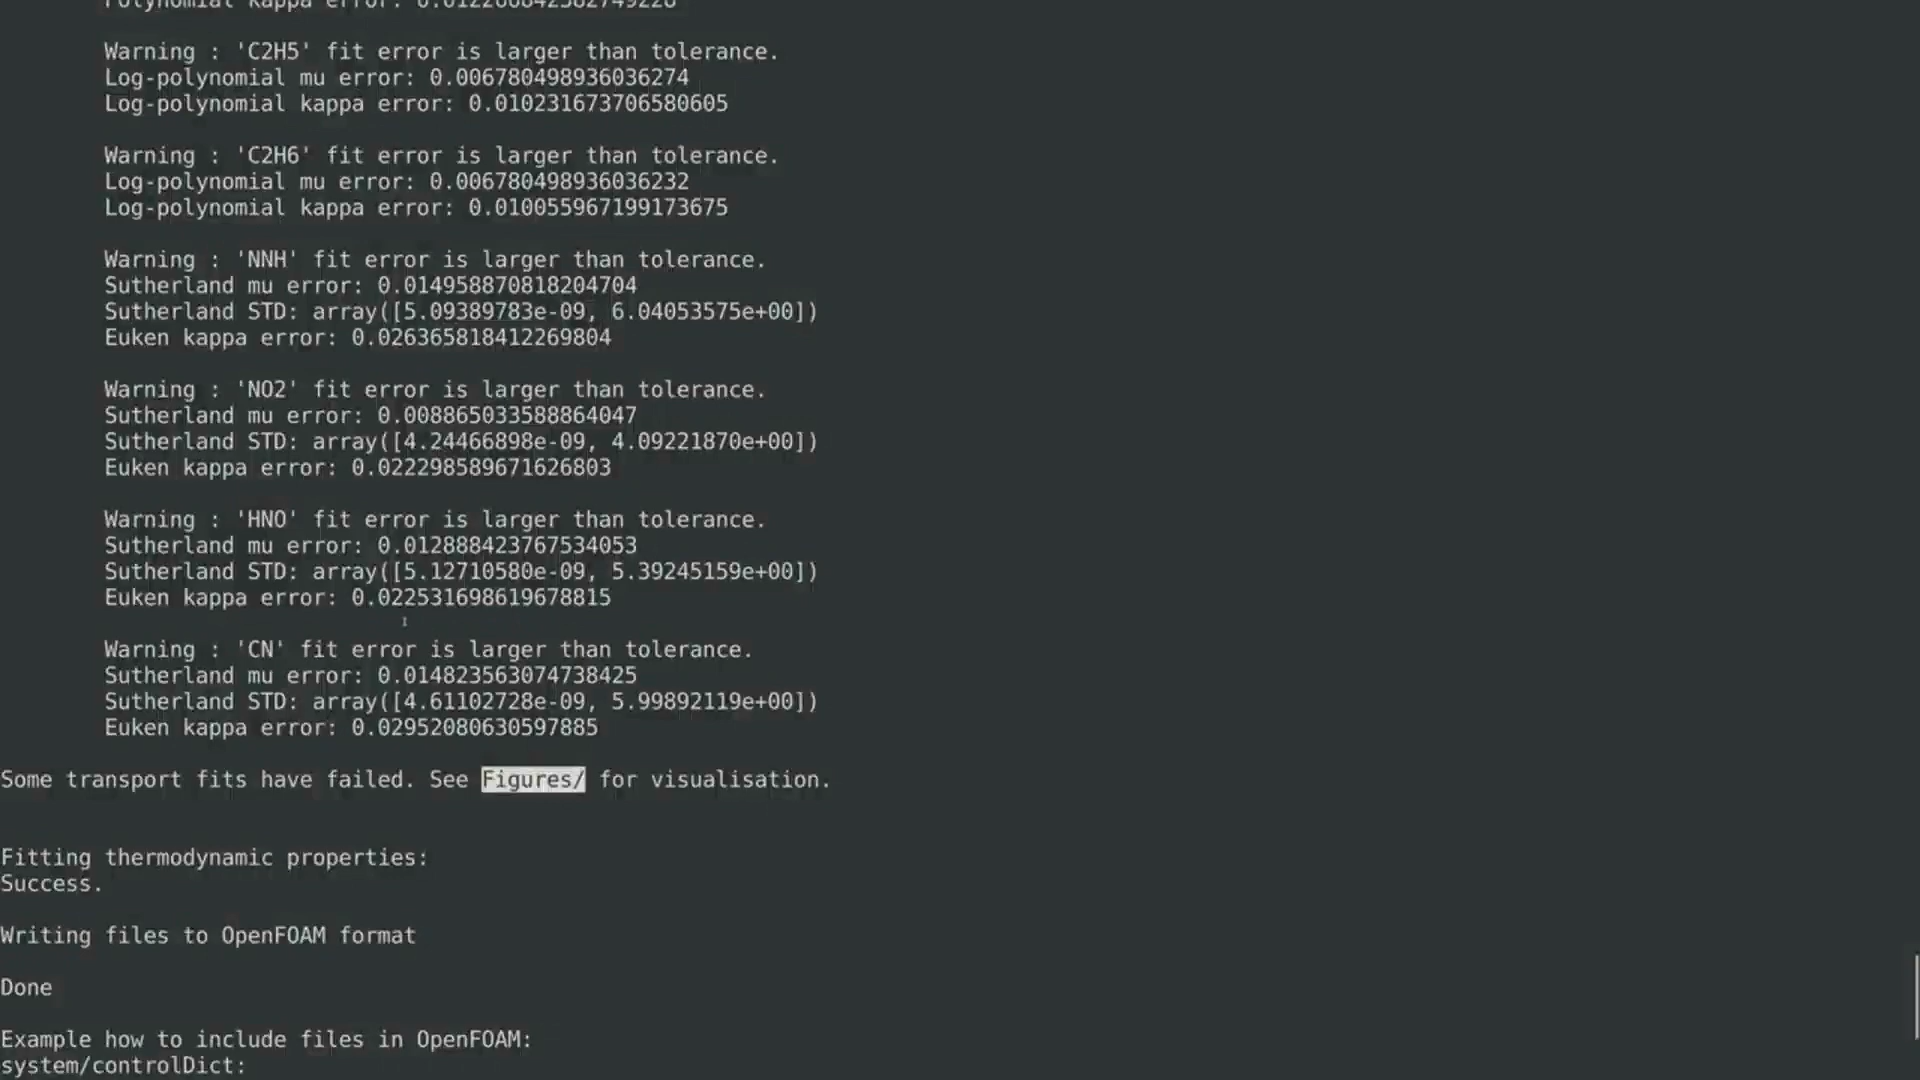 Polynomial kappa error: 0.012260842582749228
Warning : 'C2H5' fit error is larger than tolerance.
Log-polynomial mu error: 0.006780498936036274
Log-polynomial kappa error: 0.010231673706580605
Warning : 'C2H6' fit error is larger than tolerance.
Log-polynomial mu error: 0.006780498936036232
Log-polynomial kappa error: 0.010055967199173675
Warning : 'NNH' fit error is larger than tolerance.
Sutherland mu error: 0.014958870818204704
Sutherland STD: array([5.09389783e-09, 6.04053575e+00])
Euken kappa error: 0.026365818412269804
Warning : 'NO2' fit error is larger than tolerance.
Sutherland mu error: 0.008865033588864047
Sutherland STD: array([4.24466898e-09, 4.09221870e+00])
Euken kappa error: 0.022298589671626803
Warning : 'HNO' fit error is larger than tolerance.
Sutherland mu error: 0.012888423767534053
Sutherland STD: array([5.12710580e-09, 5.39245159e+00])
Euken kappa error: 0.022531698619678815
Warning : 'CN' fit error is larger than tolerance.
Sutherland mu error: 0.014823563074738425
Sutherland STD: array([4.61102728e-09, 5.99892119e+00])
Euken kappa error: 0.02952080630597885
Some transport fits have failed. See Figures/ for visualisation.
Fitting thermodynamic properties:
Success.
Writing files to OpenFOAM format
Done
Example how to include files in OpenFOAM:
system/controlDict: